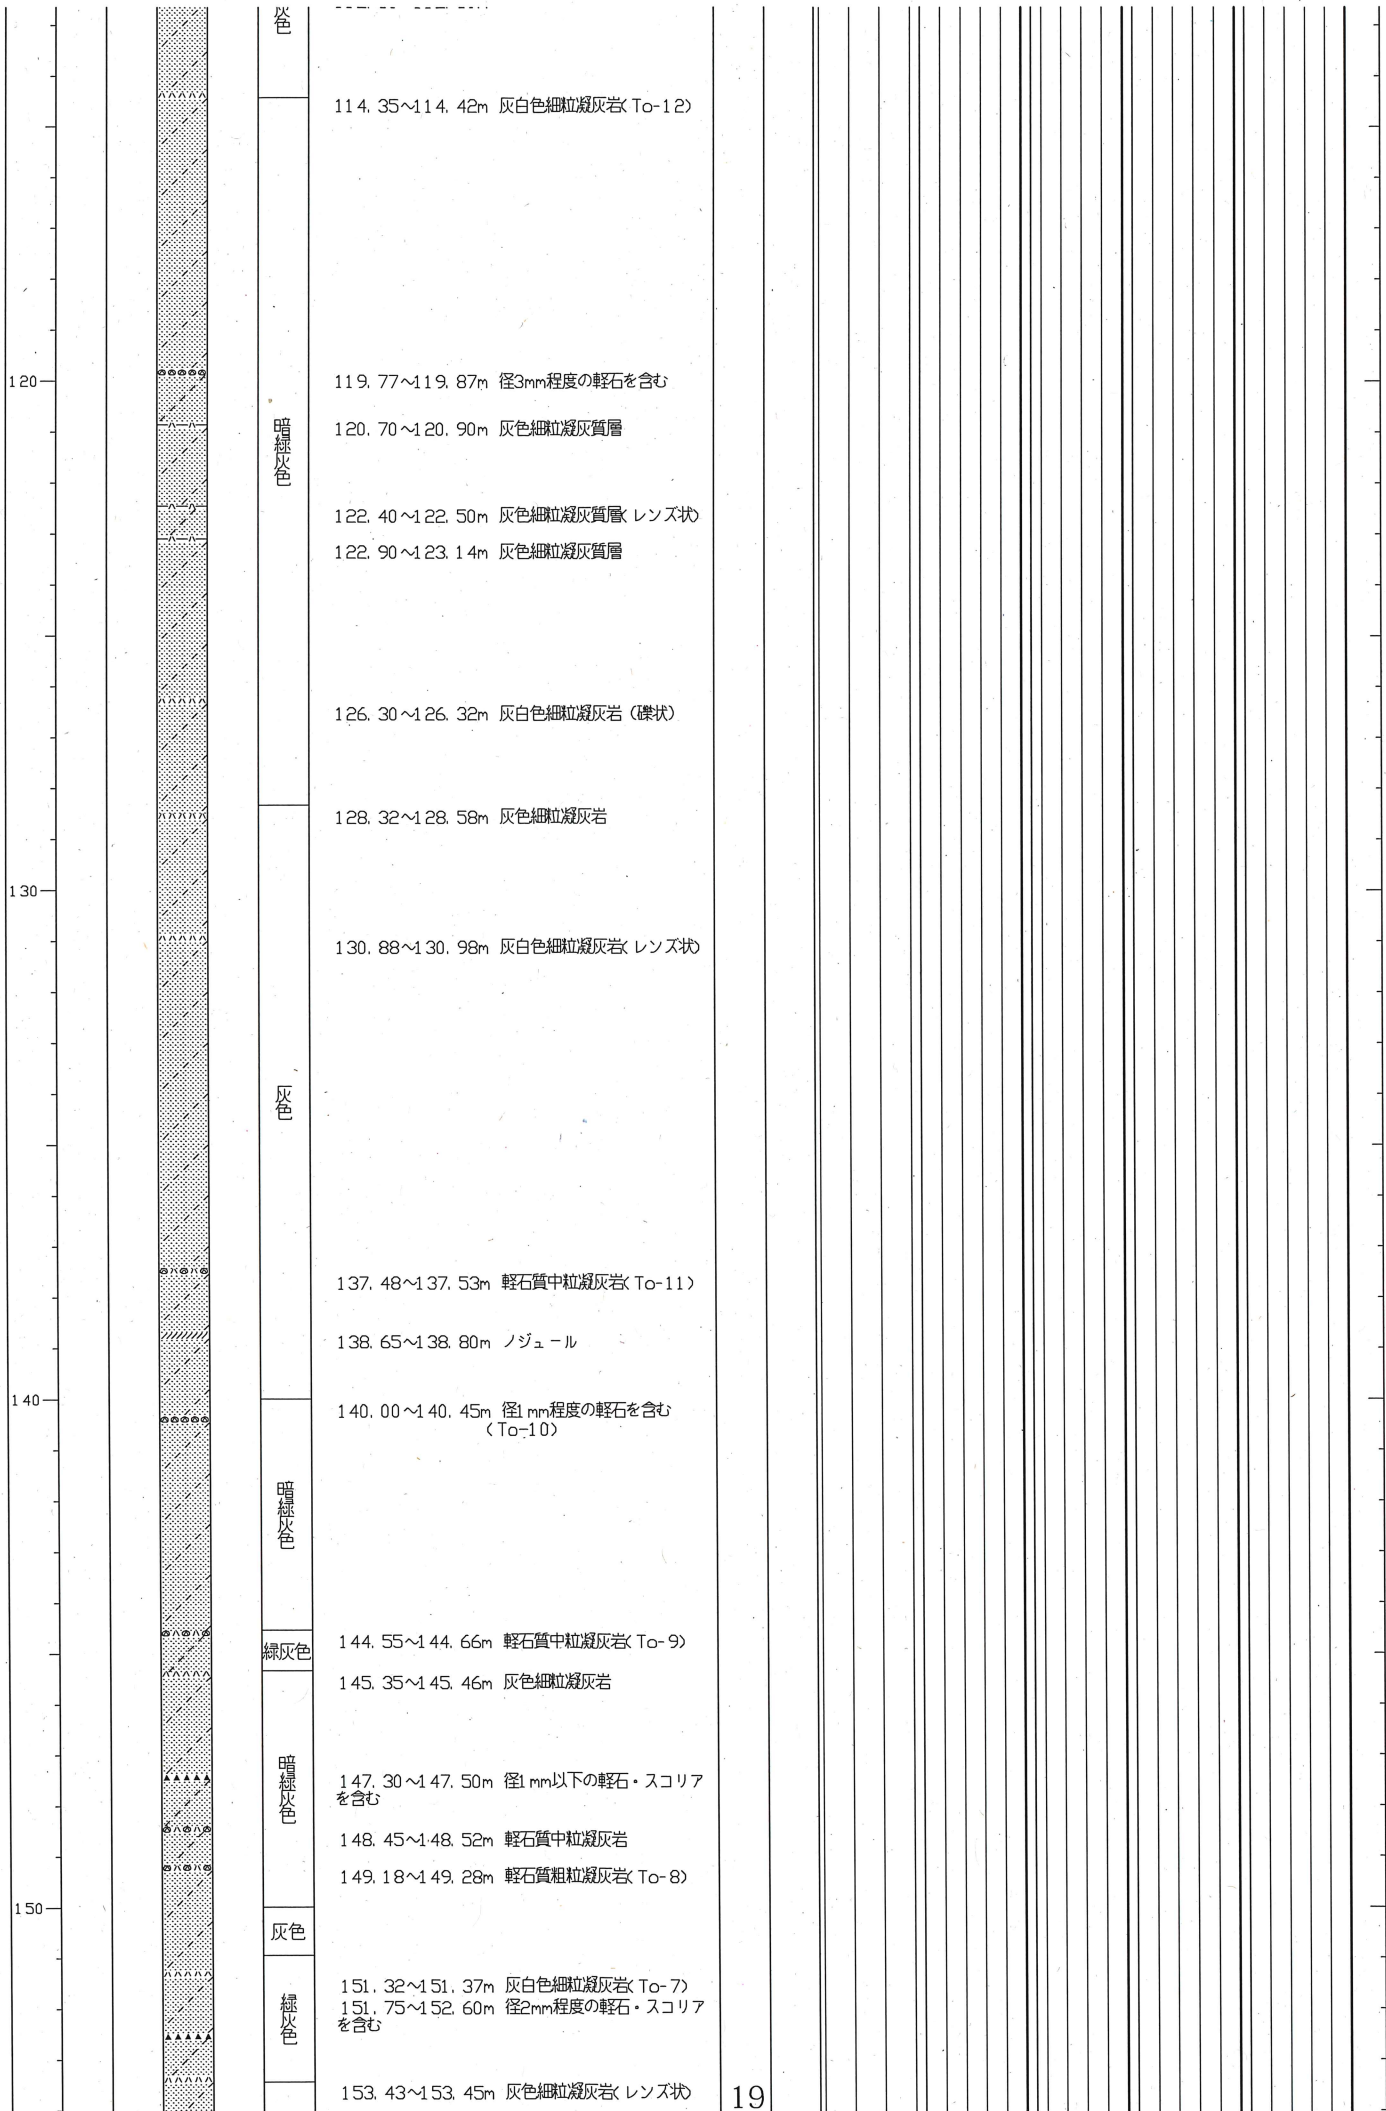 灰色
114.35~114.42m 灰白色細粒凝灰岩(To-12)
120
119.77~119.87m 径3mm程度の軽石を含む
暗緑灰色
120.70~120.90m 灰色細粒凝灰質層
122.40~122.50m 灰色細粒凝灰質層(レンズ状)
122.90~123.14m 灰色細粒凝灰質層
126.30~126.32m 灰白色細粒凝灰岩(礫状)
128.32~128.58m 灰色細粒凝灰岩
130
130.88~130.98m 灰白色細粒凝灰岩(レンズ状)
灰色
137.48~137.53m 軽石質中粒凝灰岩(To-11)
138.65~138.80m ノジュール
140
140.00~140.45m 径1mm程度の軽石を含む
(To-10)
暗緑灰色
緑灰色
144.55~144.66m 軽石質中粒凝灰岩(To-9)
145.35~145.46m 灰色細粒凝灰岩
暗緑灰色
147.30~147.50m 径1mm以下の軽石・スコリア
を含む
148.45~148.52m 軽石質中粒凝灰岩
149.18~149.28m 軽石質粗粒凝灰岩(To-8)
150
灰色
緑灰色
151.32~151.37m 灰白色細粒凝灰岩(To-7)
151.75~152.60m 径2mm程度の軽石・スコリア
を含む
153.43~153.45m 灰色細粒凝灰岩(レンズ状)
19